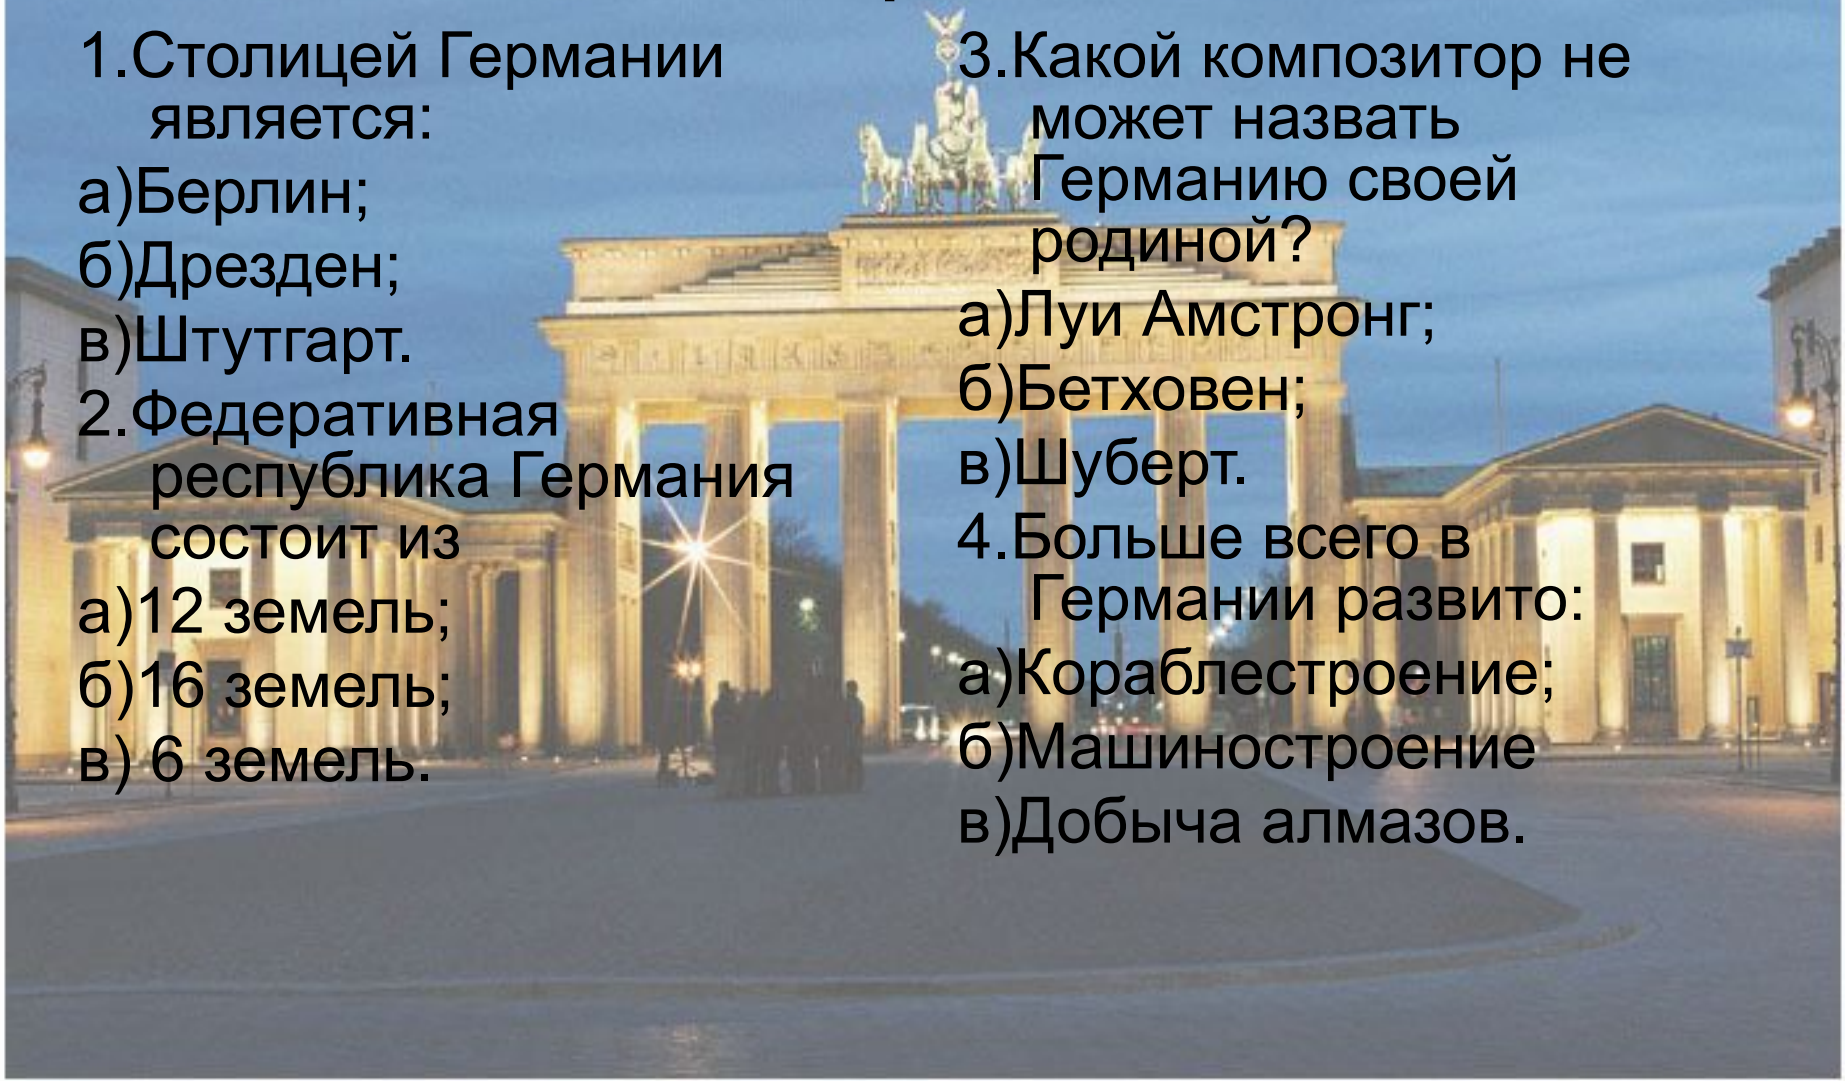 1.Столицей Германии
является:
а)Берлин;
б)Дрезден;
в)Штутгарт.
2.Федеративная
республика Германия
состоит из
а)12 земель;
б)16 земель;
в) 6 земель.
3.Какой композитор не
может назвать
Германию своей
родиной?
а)Луи Амстронг;
б)Бетховен;
в)Шуберт.
4.Больше всего в
Германии развито:
а)Кораблестроение;
б)Машиностроение
в)Добыча алмазов.